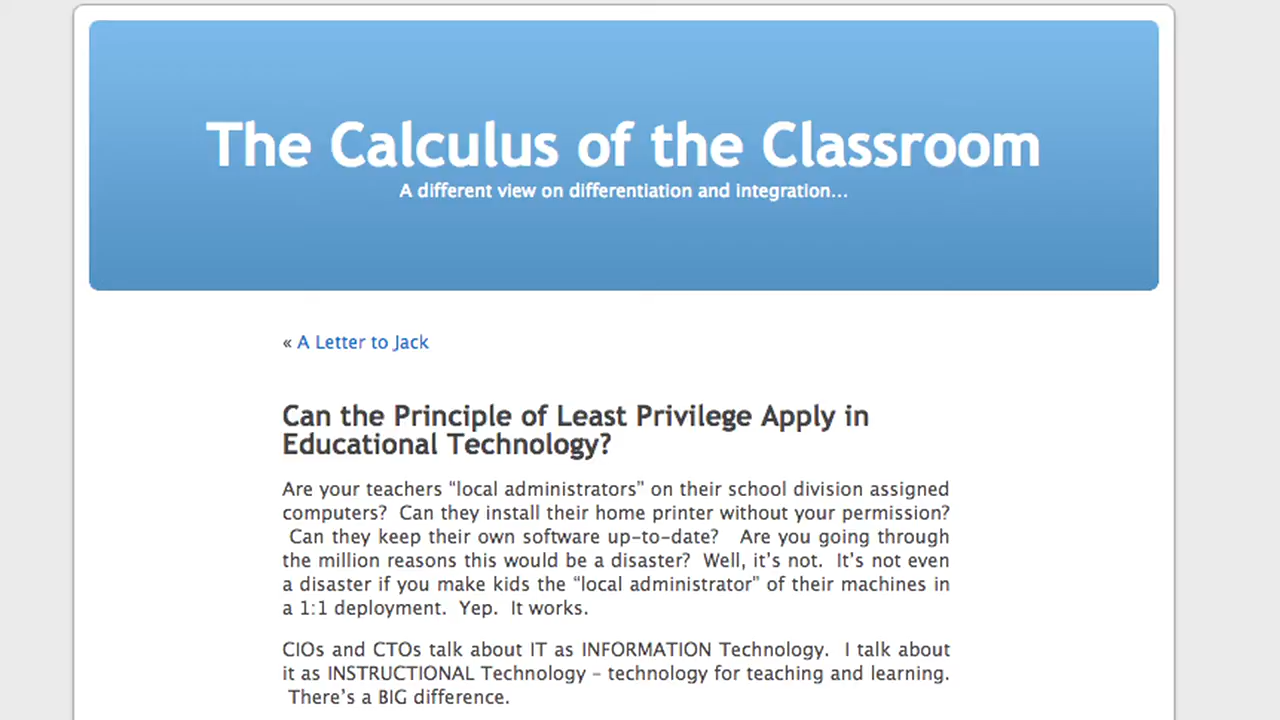 The Calculus of the Classroom
A different view on differentiation and integration...
« A Letter to Jack
Can the Principle of Least Privilege Apply in
Educational Technology?
Are your teachers “local administrators” on their school division assigned
computers?  Can they install their home printer without your permission?
Can they keep their own software up-to-date?   Are you going through
the million reasons this would be a disaster?  Well, it’s not.  It’s not even
a disaster if you make kids the “local administrator” of their machines in
a 1:1 deployment.  Yep.  It works.
CIOs and CTOs talk about IT as INFORMATION Technology.  I talk about
it as INSTRUCTIONAL Technology – technology for teaching and learning.
There’s a BIG difference.